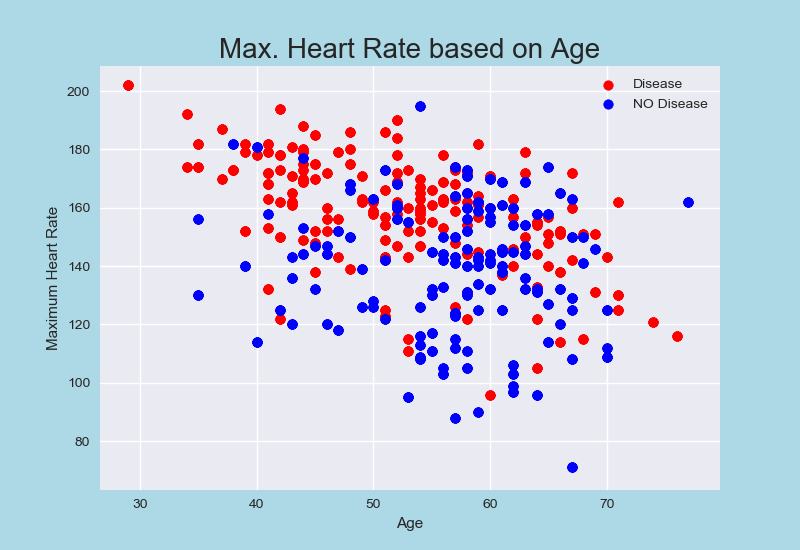 Max. Heart Rate based on Age
Disease
NO Disease
Maximum Heart Rate
200
180
160
140
120
100
80
30
40
50
60
70
Age